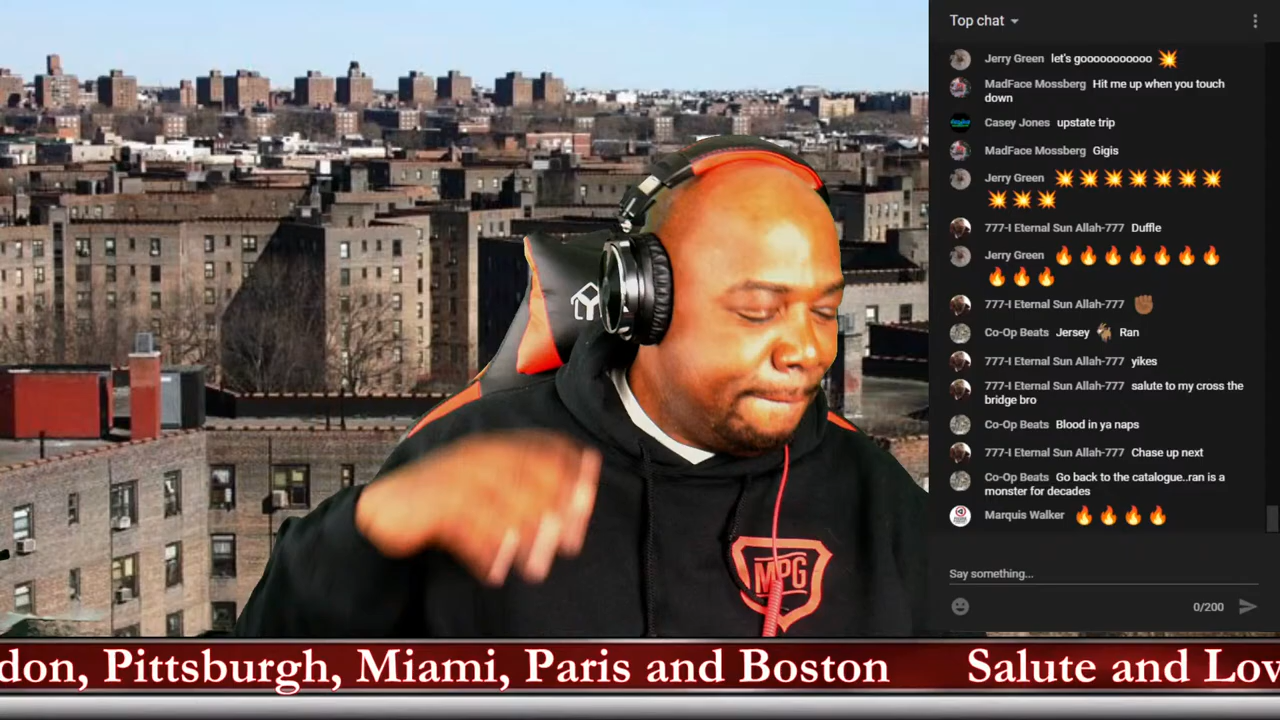 Top chat
Jerry Green let's gooooooooooo 💥
MadFace Mossberg Hit me up when you touch
down
Casey Jones upstate trip
MadFace Mossberg Gigis
Jerry Green 💥💥💥💥💥💥💥
💥💥💥
777-I Eternal Sun Allah-777 Duffle
Jerry Green 🔥🔥🔥🔥🔥🔥🔥
🔥🔥🔥
777-I Eternal Sun Allah-777 ✊🏾
Co-Op Beats Jersey 🐐 Ran
777-I Eternal Sun Allah-777 yikes
777-I Eternal Sun Allah-777 salute to my cross the
bridge bro
Co-Op Beats Blood in ya naps
777-I Eternal Sun Allah-777 Chase up next
Co-Op Beats Go back to the catalogue..ran is a
monster for decades
Marquis Walker 🔥🔥🔥🔥
Say something...
0/200
MPG
don, Pittsburgh, Miami, Paris and Boston Salute and Lov